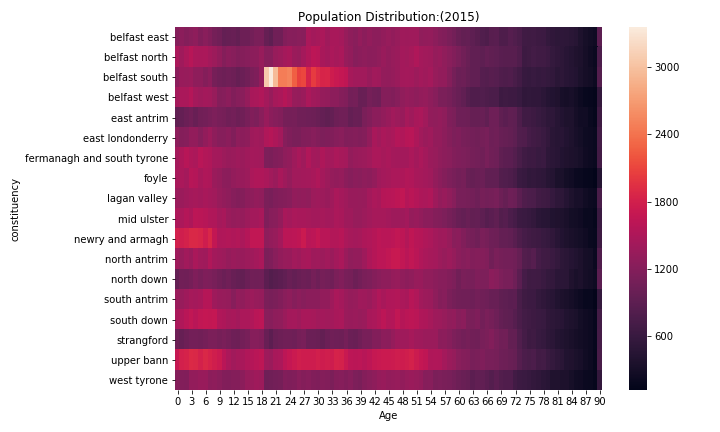 Population Distribution:(2015)
belfast east
belfast north
belfast south
belfast west
east antrim
east londonderry
fermanagh and south tyrone
foyle
lagan valley
mid ulster
newry and armagh
north antrim
north down
south antrim
south down
strangford
upper bann
west tyrone
constituency
0 3 6 9 12 15 18 21 24 27 30 33 36 39 42 45 48 51 54 57 60 63 66 69 72 75 78 81 84 87 90
Age
3000
2400
1800
1200
600